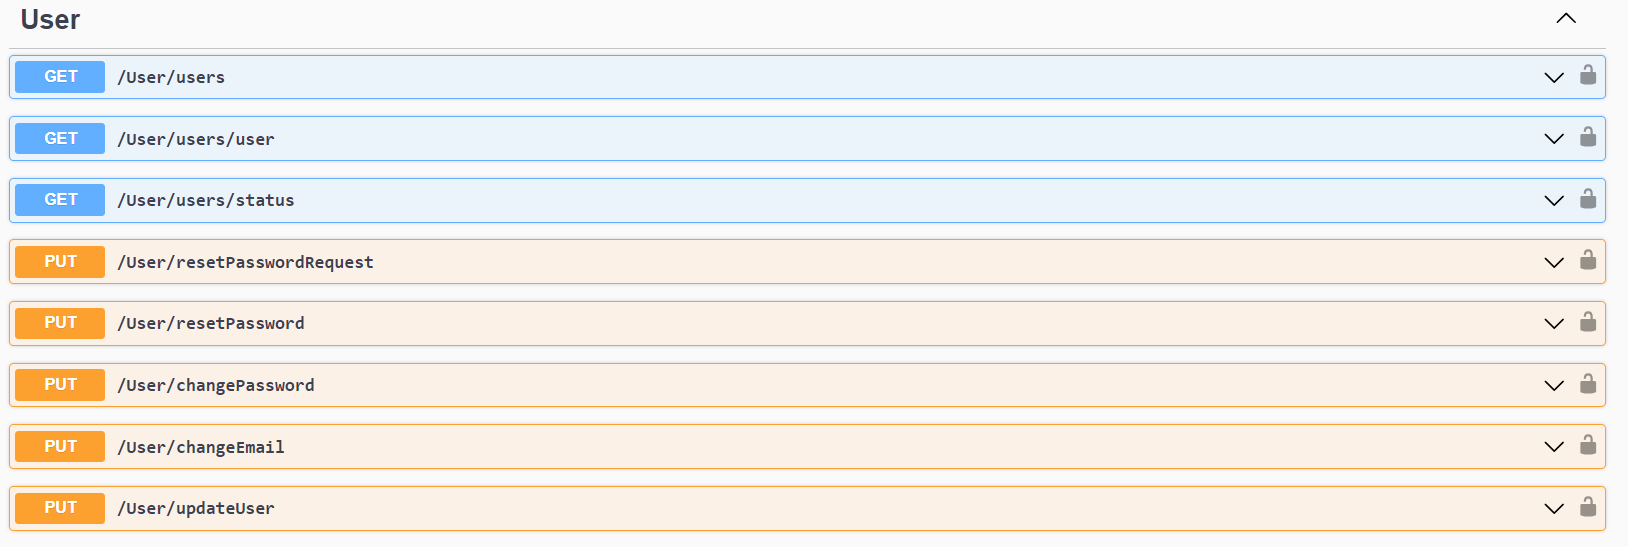 User
GET /User/users
GET /User/users/user
GET /User/users/status
PUT /User/resetPasswordRequest
PUT /User/resetPassword
PUT /User/changePassword
PUT /User/changeEmail
PUT /User/updateUser